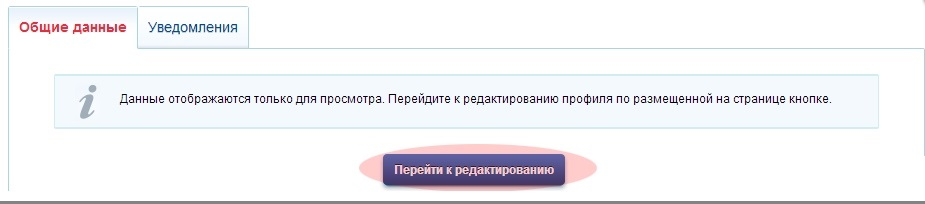 Общие данные Уведомления
Данные отображаются только для просмотра. Перейдите к редактированию профиля по размещенной на странице кнопке.
Перейти к редактированию